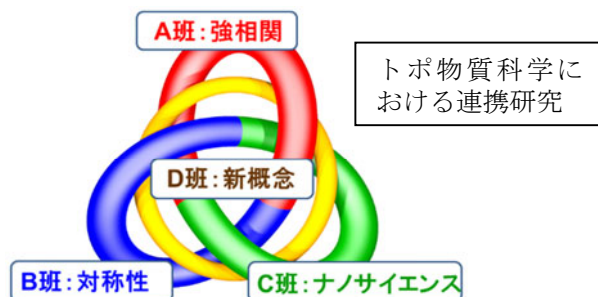 A班:強相関
トポ物質科学に
おける連携研究
D班:新概念
B班:対称性
C班:ナノサイエンス